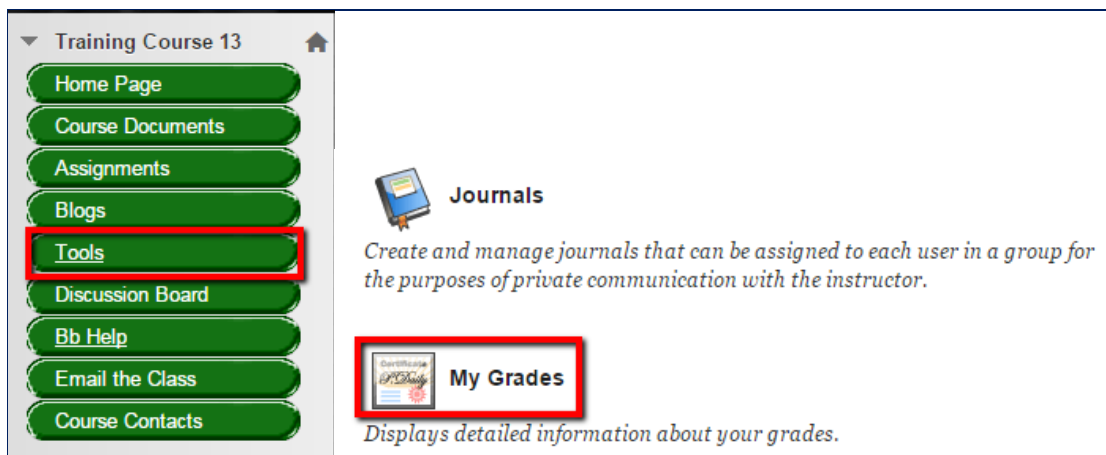 Training Course 13
Home Page
Course Documents
Assignments
Blogs
Tools
Discussion Board
Bb Help
Email the Class
Course Contacts
Journals
Create and manage journals that can be assigned to each user in a group for
the purposes of private communication with the instructor.
Certificate
P. Daily
My Grades
Displays detailed information about your grades.